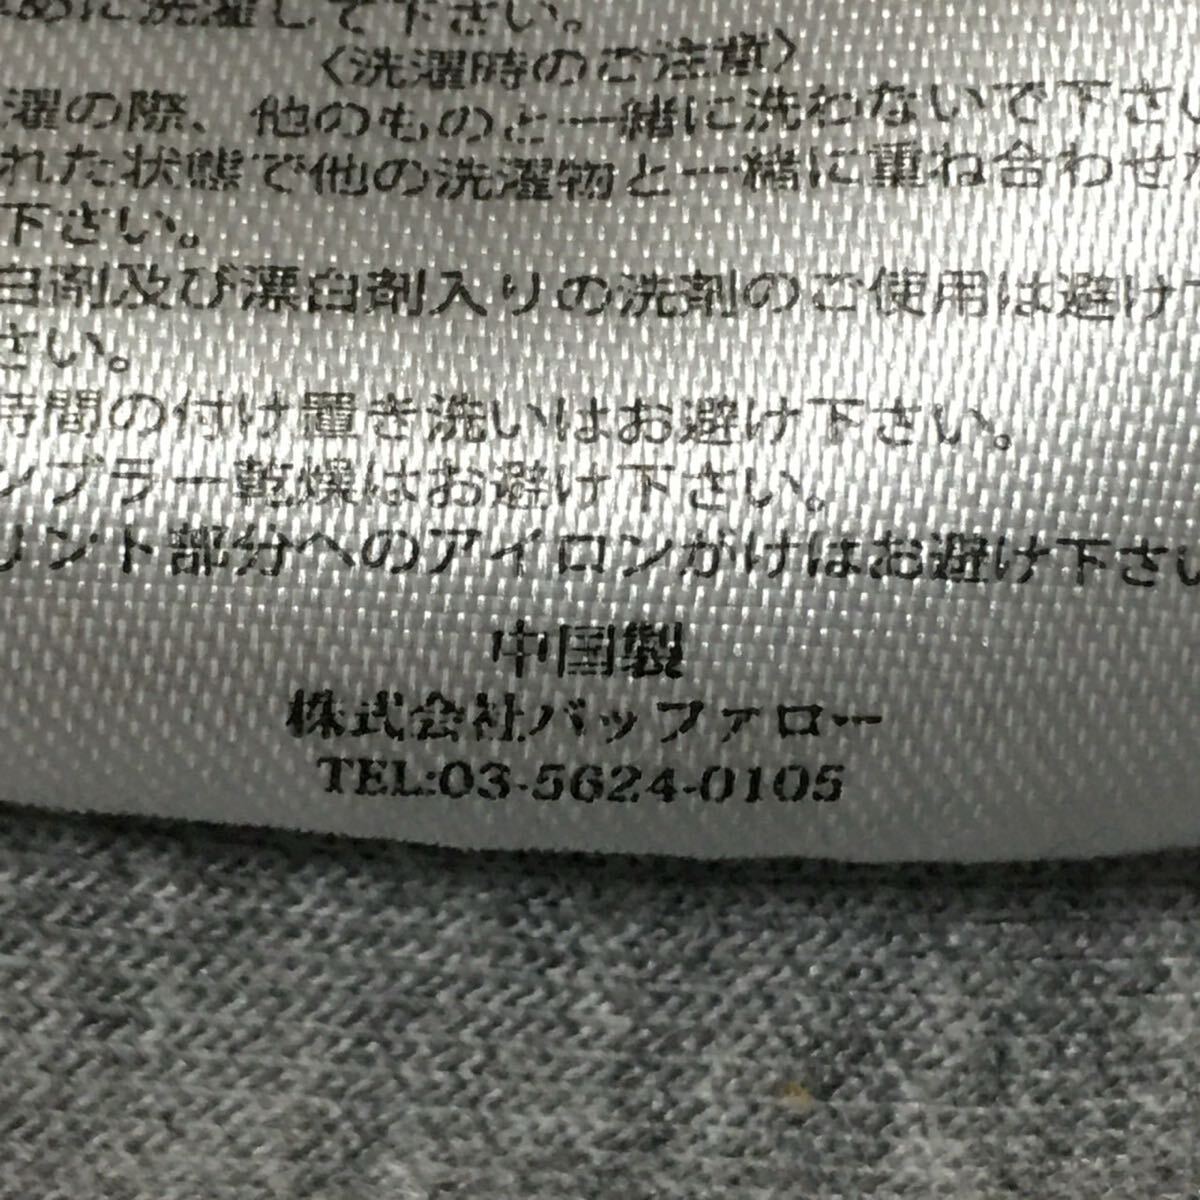 めに洗濯して下さい。
〈洗濯時のご注意〉
濯の際、他のものと一緒に洗わないで下さい
れた状態で他の洗濯物と一緒に重ね合わせ
下さい。
白剤及び漂白剤入りの洗剤のご使用は避け
さい。
時間の付け置き洗いはお避け下さい。
ンブラー乾燥はお避け下さい。
リント部分へのアイロンがけはお避け下さい
中国製
株式会社バッファロー
TEL:03-5624-0105